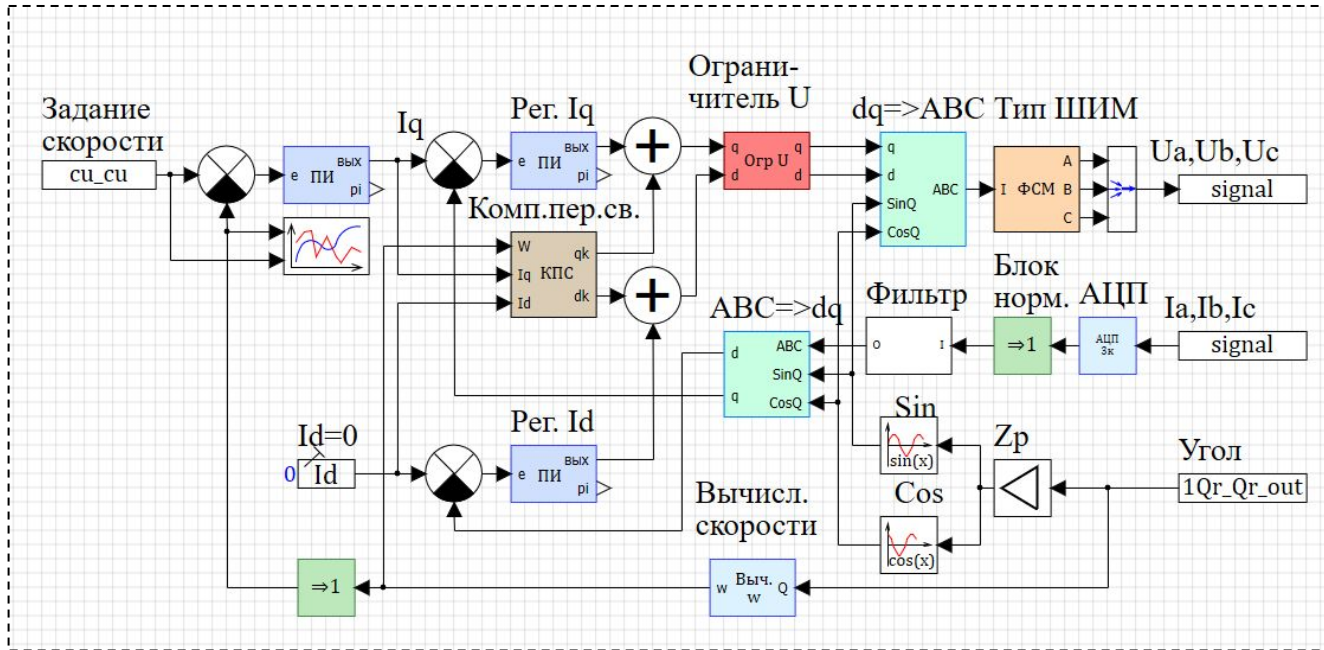 Ограни-
читель U
Задание
скорости
Рег. Iq
dq=>ABC
Тип ШИМ
Iq
cu_cu
e
ПИ
вых
pi
e
ПИ
вых
pi
q
d
Огр U
q
d
q
d
SinQ
CosQ
ABC
I
ФСМ
A
B
C
Ua,Ub,Uc
signal
Комп.пер.св.
W
Iq
Id
КПС
qk
dk
ABC=>dq
Фильтр
Блок
норм.
АЦП
Ia,Ib,Ic
d
q
ABC
SinQ
CosQ
O
I
⇒1
АЦП
3к
signal
Рег. Id
Id=0
0
Id
e
ПИ
вых
pi
Sin
sin(x)
Zp
Угол
1Qr_Qr_out
Вычисл.
скорости
Cos
cos(x)
⇒1
w
Выч.
w
Q